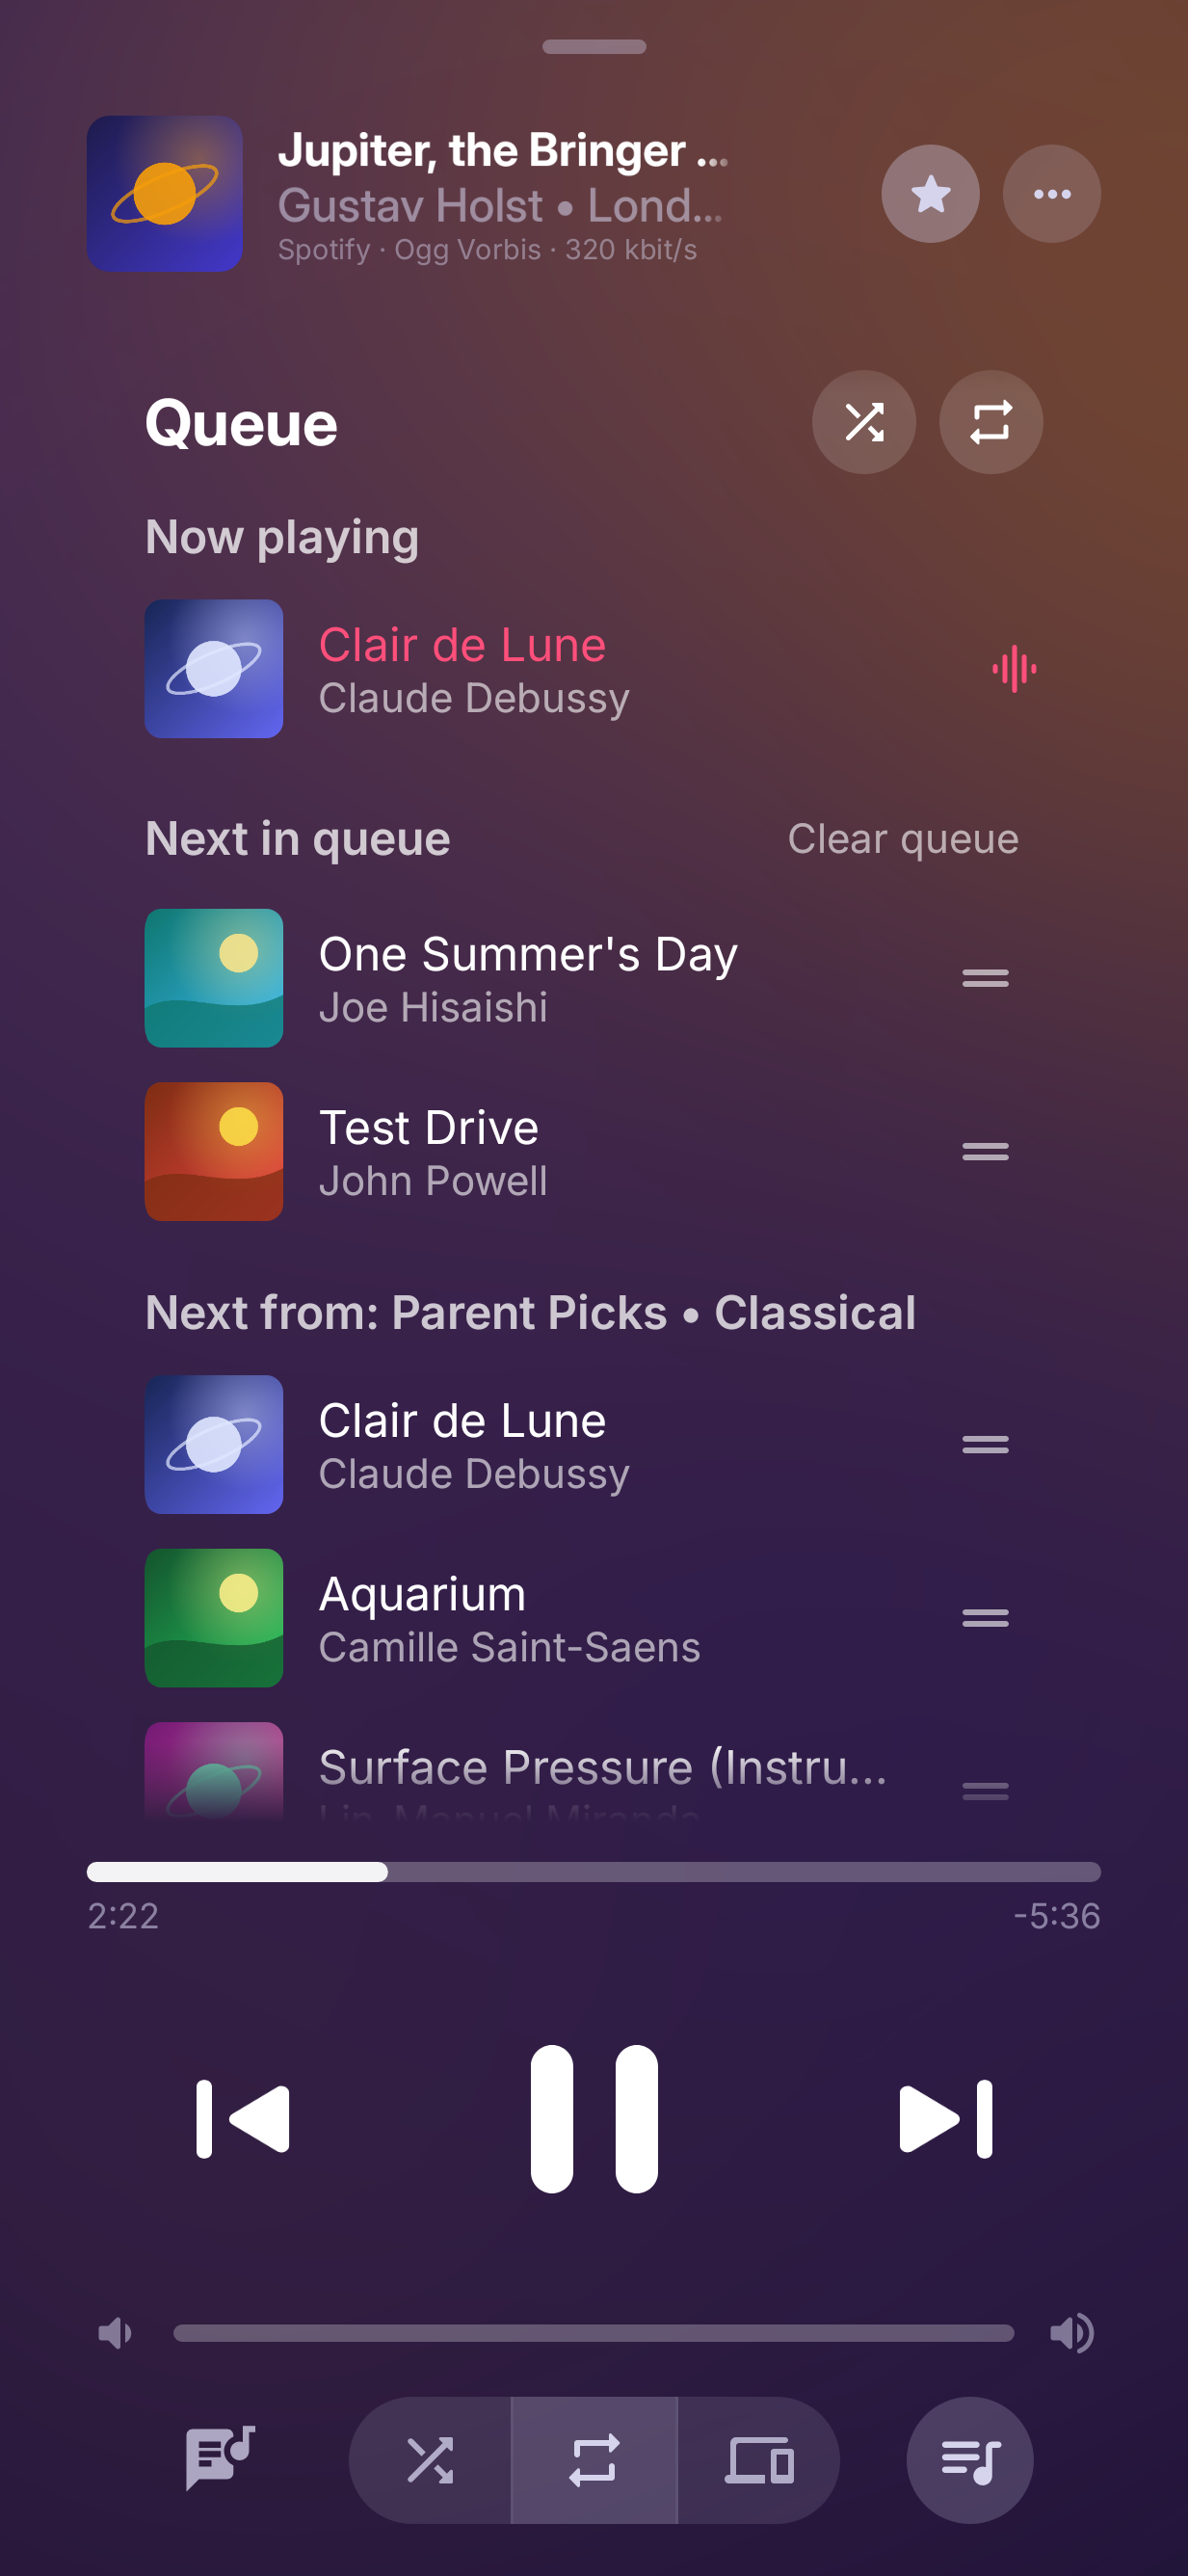 Jupiter, the Bringer ...
Gustav Holst • Lond...
Spotify · Ogg Vorbis · 320 kbit/s
Queue
Now playing
Clair de Lune
Claude Debussy
Next in queue
Clear queue
One Summer's Day
Joe Hisaishi
Test Drive
John Powell
Next from: Parent Picks • Classical
Clair de Lune
Claude Debussy
Aquarium
Camille Saint-Saens
Surface Pressure (Instru...
2:22
-5:36